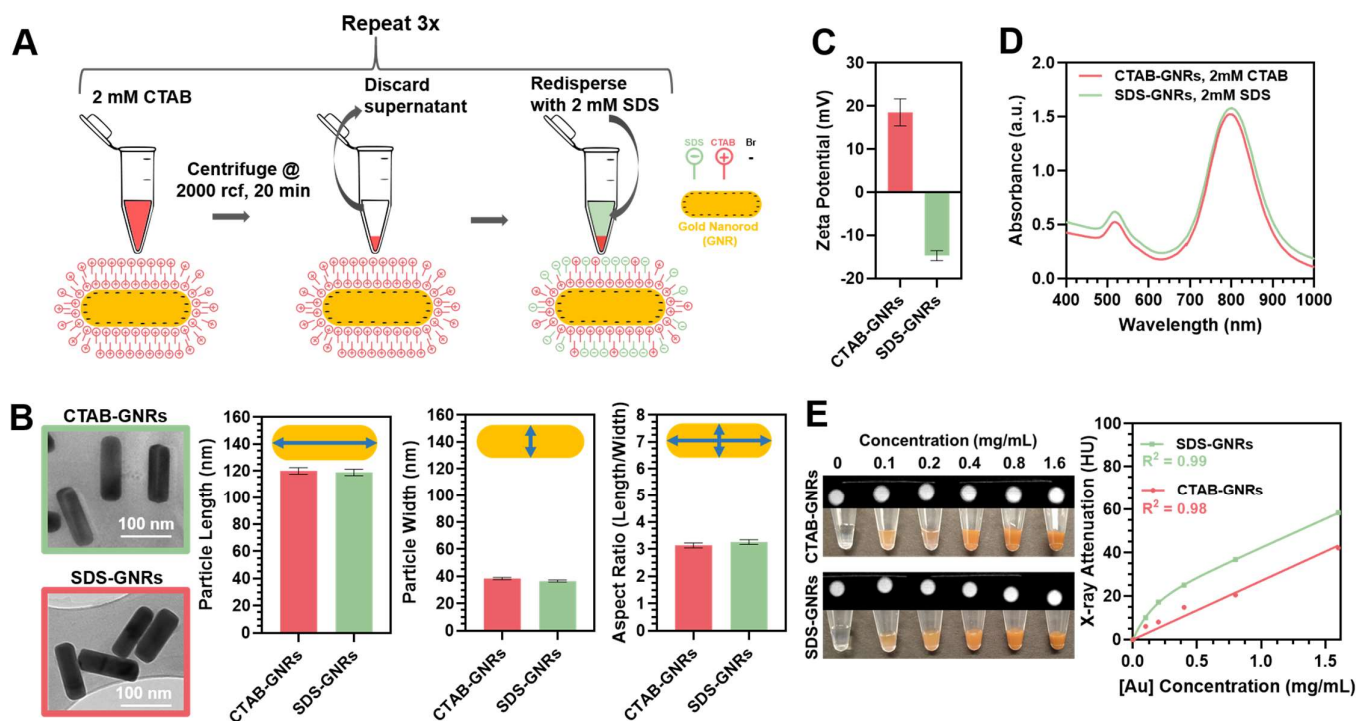 A
Repeat 3x
2 mM CTAB
Discard
supernatant
Redisperse
with 2 mM SDS
Centrifuge @
2000 rcf, 20 min
SDS CTAB Br
Gold Nanorod
(GNR)
B
CTAB-GNRs
100 nm
SDS-GNRs
100 nm
Particle Length (nm)
160
140
120
100
80
60
40
20
0
CTAB-GNRs
SDS-GNRs
Particle Width (nm)
160
140
120
100
80
60
40
20
0
CTAB-GNRs
SDS-GNRs
Aspect Ratio (Length/Width)
8
7
6
5
4
3
2
1
0
CTAB-GNRs
SDS-GNRs
C
Zeta Potential (mV)
30
20
10
0
-10
-20
CTAB-GNRs
SDS-GNRs
D
Absorbance (a.u.)
2.0
1.5
1.0
0.5
0.0
CTAB-GNRs, 2mM CTAB
SDS-GNRs, 2mM SDS
400 500 600 700 800 900 1000
Wavelength (nm)
E
Concentration (mg/mL)
0 0.1 0.2 0.4 0.8 1.6
CTAB-GNRs
SDS-GNRs
X-ray Attenuation (HU)
100
80
60
40
20
0
SDS-GNRs
R² = 0.99
CTAB-GNRs
R² = 0.98
0.0 0.5 1.0 1.5
[Au] Concentration (mg/mL)